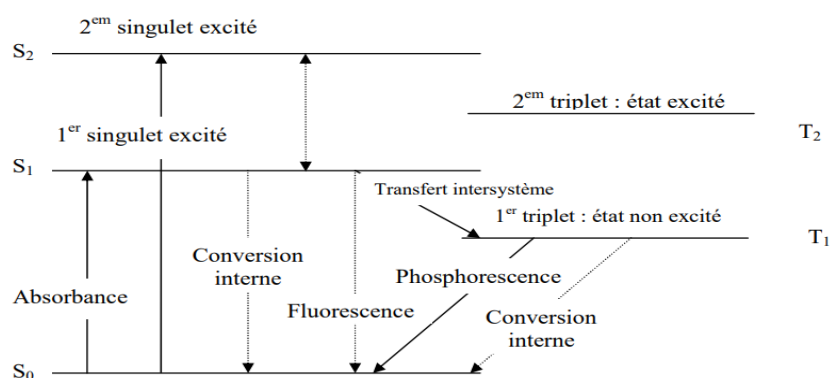 2em singulet excité
S2
2em triplet : état excité
T2
1er singulet excité
S1
Transfert intersystème
1er triplet : état non excité
T1
Conversion
interne
Phosphorescence
Absorbance
Fluorescence
Conversion
interne
S0